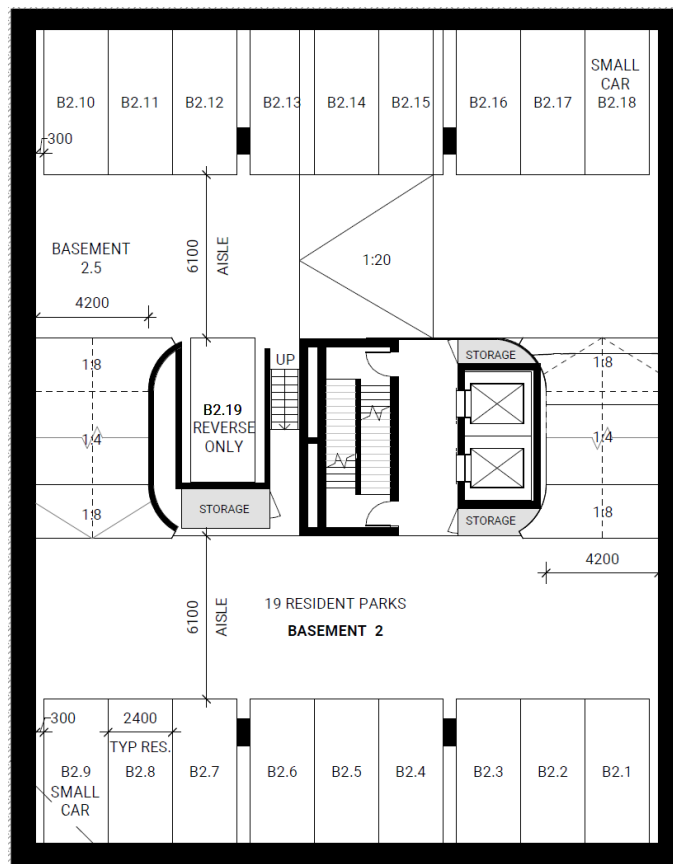 SMALL
CAR
B2.10
B2.11
B2.12
B2.13
B2.14
B2.15
B2.16
B2.17
B2.18
300
BASEMENT
2.5
6100
AISLE
1:20
4200
1:8
UP
STORAGE
1:8
B2.19
REVERSE
ONLY
1:4
1:4
1:8
STORAGE
STORAGE
1:8
4200
6100
AISLE
19 RESIDENT PARKS
BASEMENT 2
300
2400
TYP RES.
B2.9
SMALL
CAR
B2.8
B2.7
B2.6
B2.5
B2.4
B2.3
B2.2
B2.1